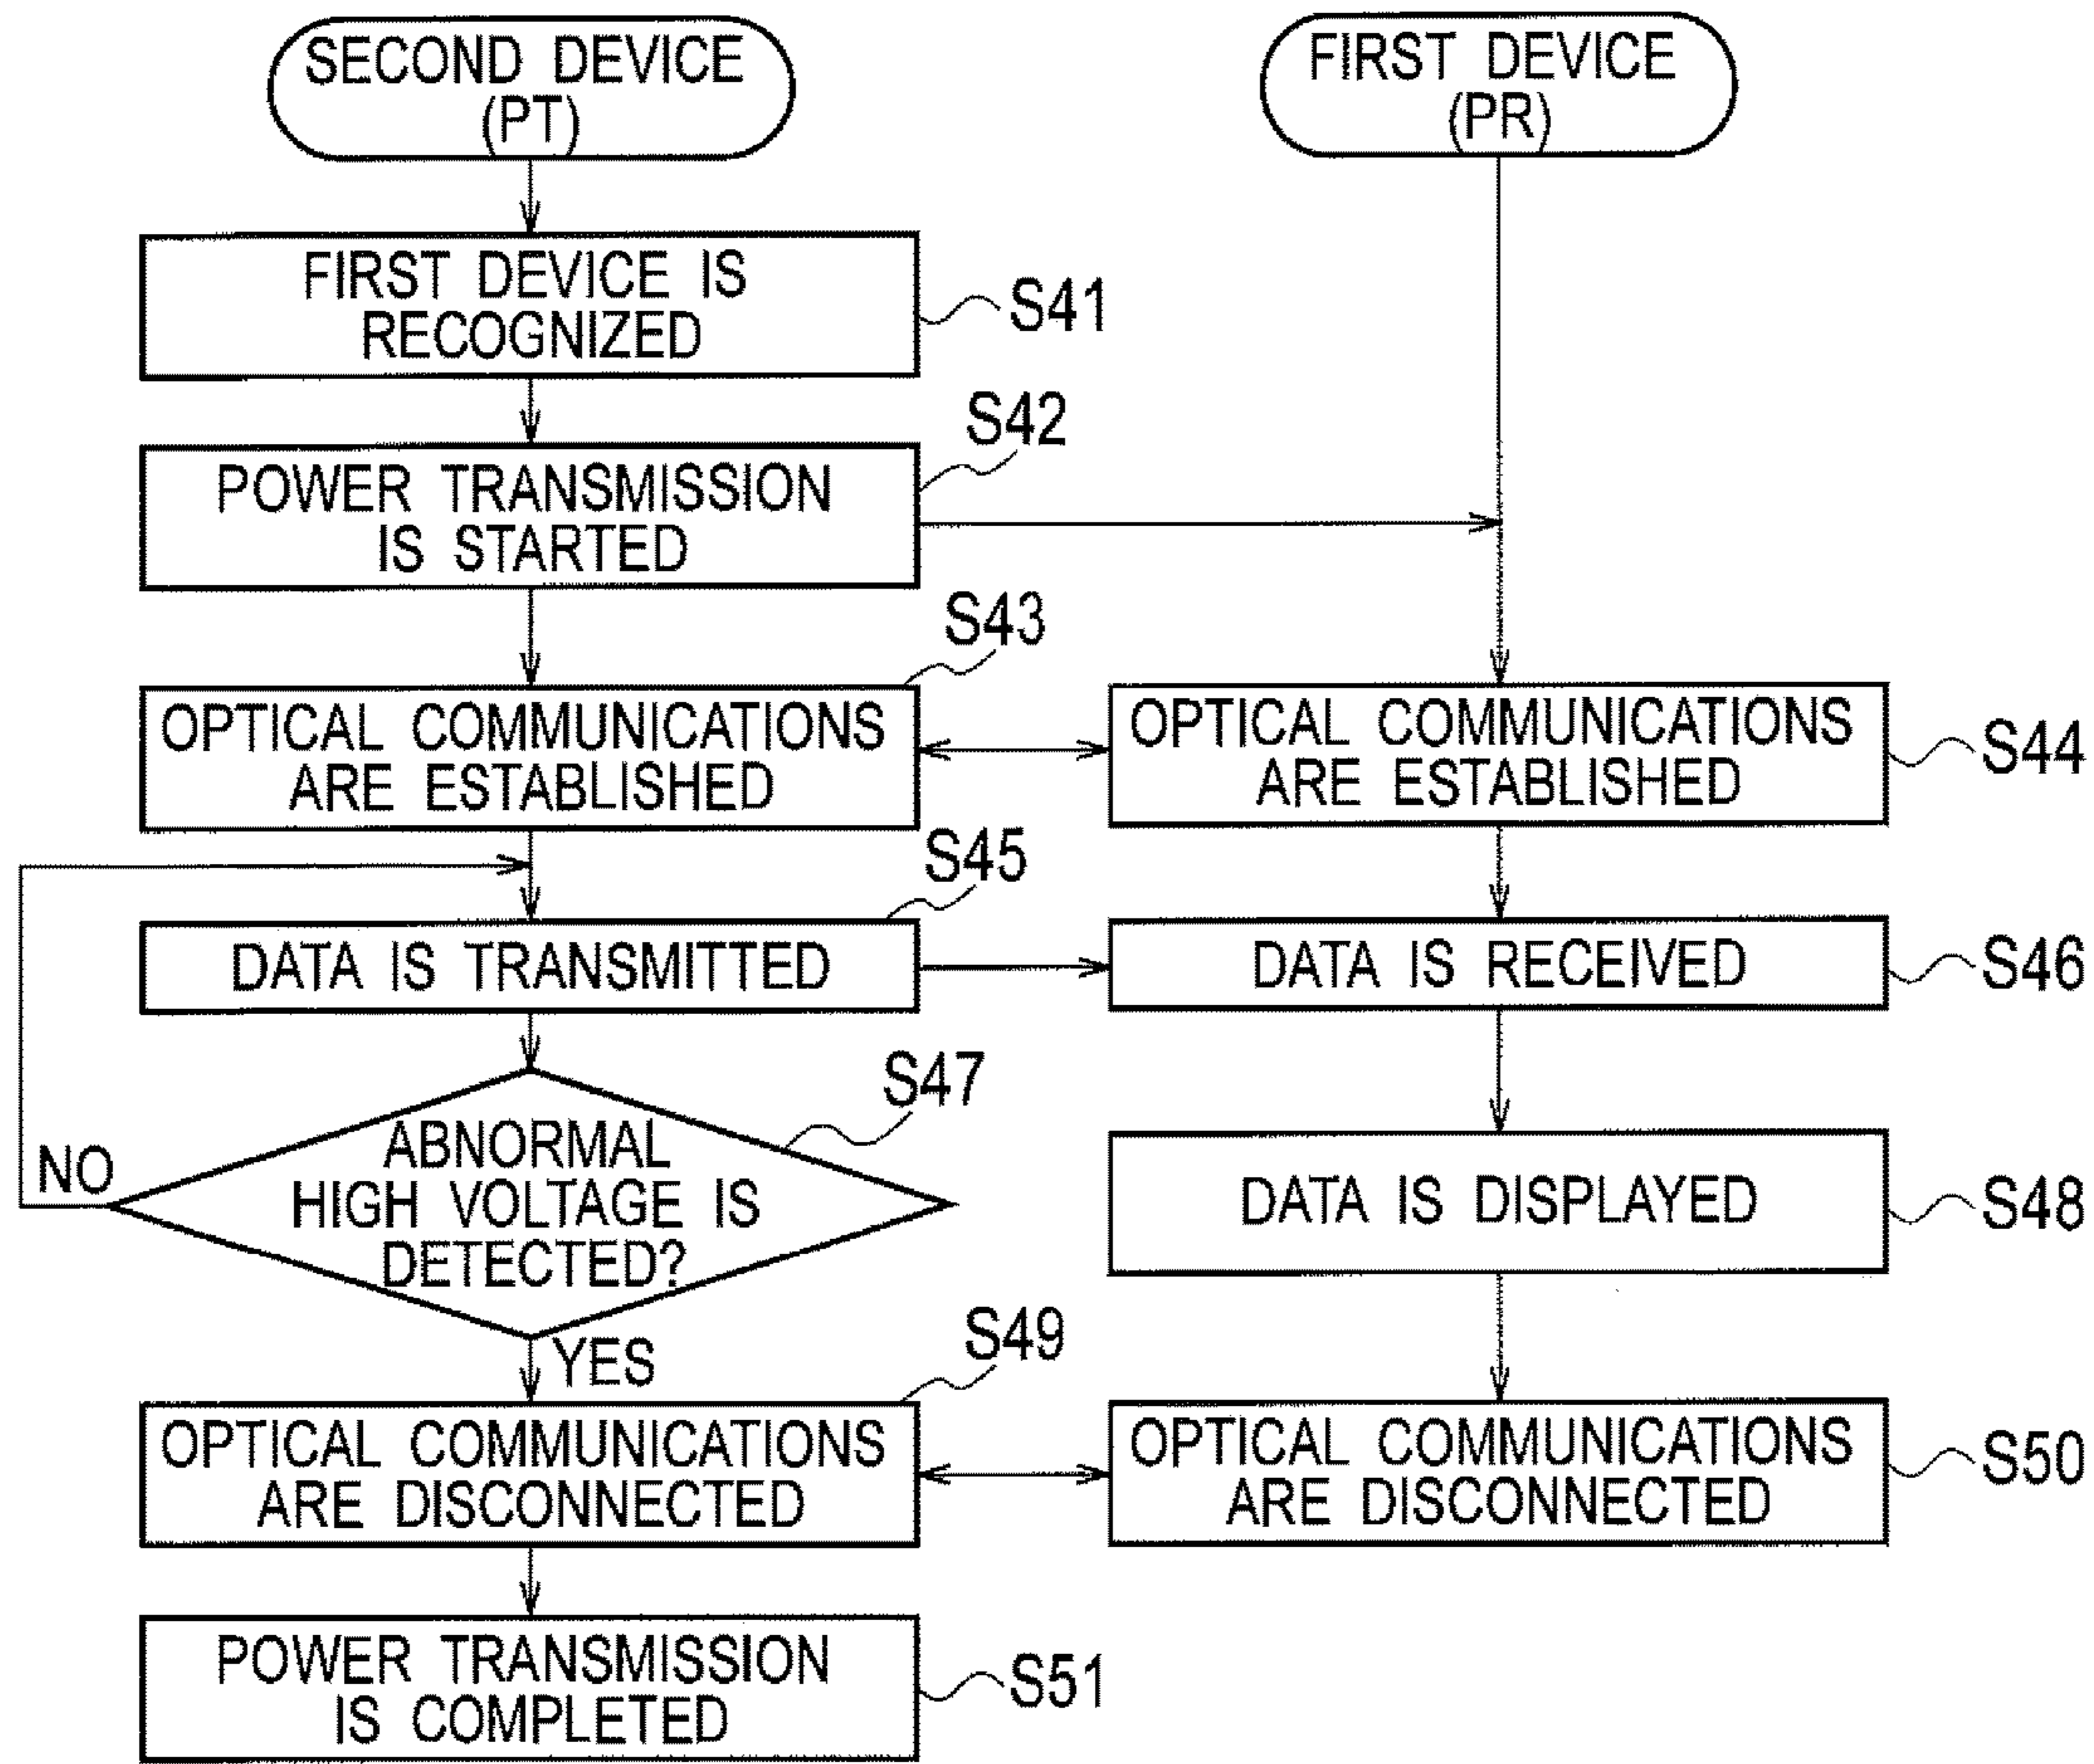 SECOND DEVICE
(PT)
FIRST DEVICE
(PR)
FIRST DEVICE IS
RECOGNIZED
S41
S42
POWER TRANSMISSION
IS STARTED
S43
OPTICAL COMMUNICATIONS
ARE ESTABLISHED
OPTICAL COMMUNICATIONS
ARE ESTABLISHED
S44
S45
DATA IS TRANSMITTED
DATA IS RECEIVED
S46
S47
ABNORMAL
HIGH VOLTAGE IS
DETECTED?
NO
YES
DATA IS DISPLAYED
S48
S49
OPTICAL COMMUNICATIONS
ARE DISCONNECTED
OPTICAL COMMUNICATIONS
ARE DISCONNECTED
S50
POWER TRANSMISSION
IS COMPLETED
S51